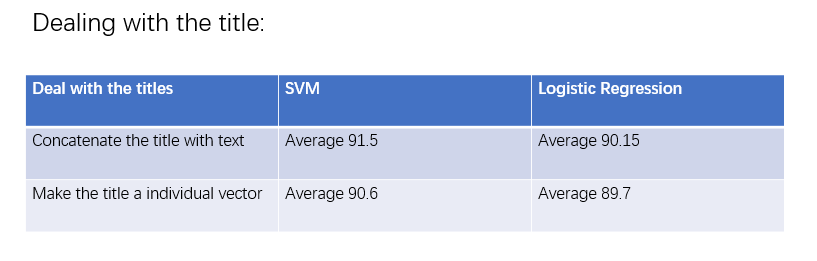 Dealing with the title:
Deal with the titles SVM Logistic Regression
Concatenate the title with text Average 91.5 Average 90.15
Make the title a individual vector Average 90.6 Average 89.7